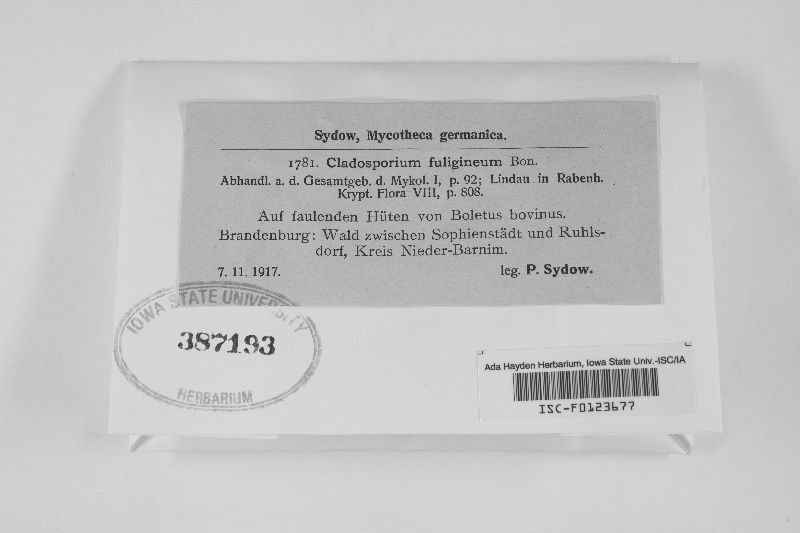 Sydow, Mycotheca germanica.
1781. Cladosporium fuligineum Bon.
Abhandl. a. d. Gesamtgeb. d. Mykol. I, p. 92; Lindau in Rabenh.
Krypt. Flora VIII, p. 808.
Auf faulenden Hüten von Boletus bovinus.
Brandenburg: Wald zwischen Sophienstädt und Ruhls-
dorf, Kreis Nieder-Barnim.
7. 11. 1917. leg. P. Sydow.
IOWA STATE UNIVERSITY
387193
HERBARIUM
Ada Hayden Herbarium, Iowa State Univ.-ISC/IA
ISC-F0123677